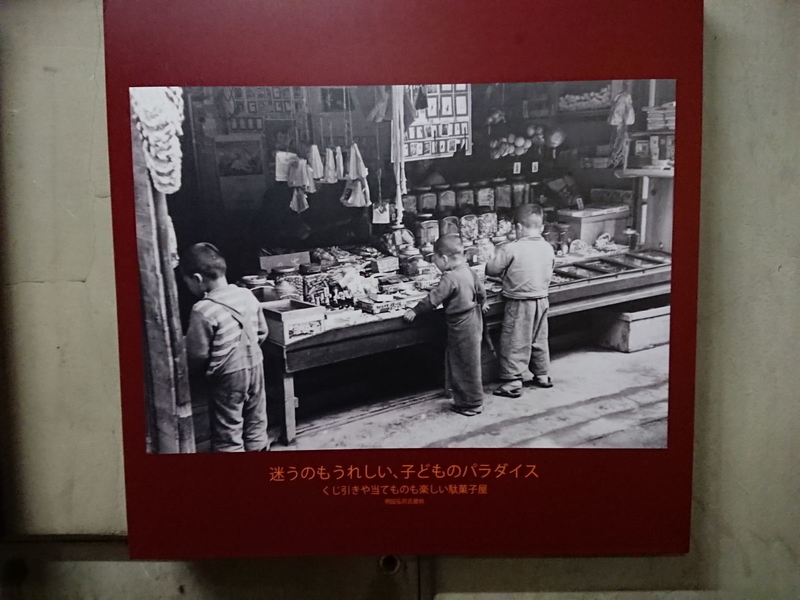 迷うのもうれしい、子どものパラダイス
くじ引きや当てものも楽しい駄菓子屋